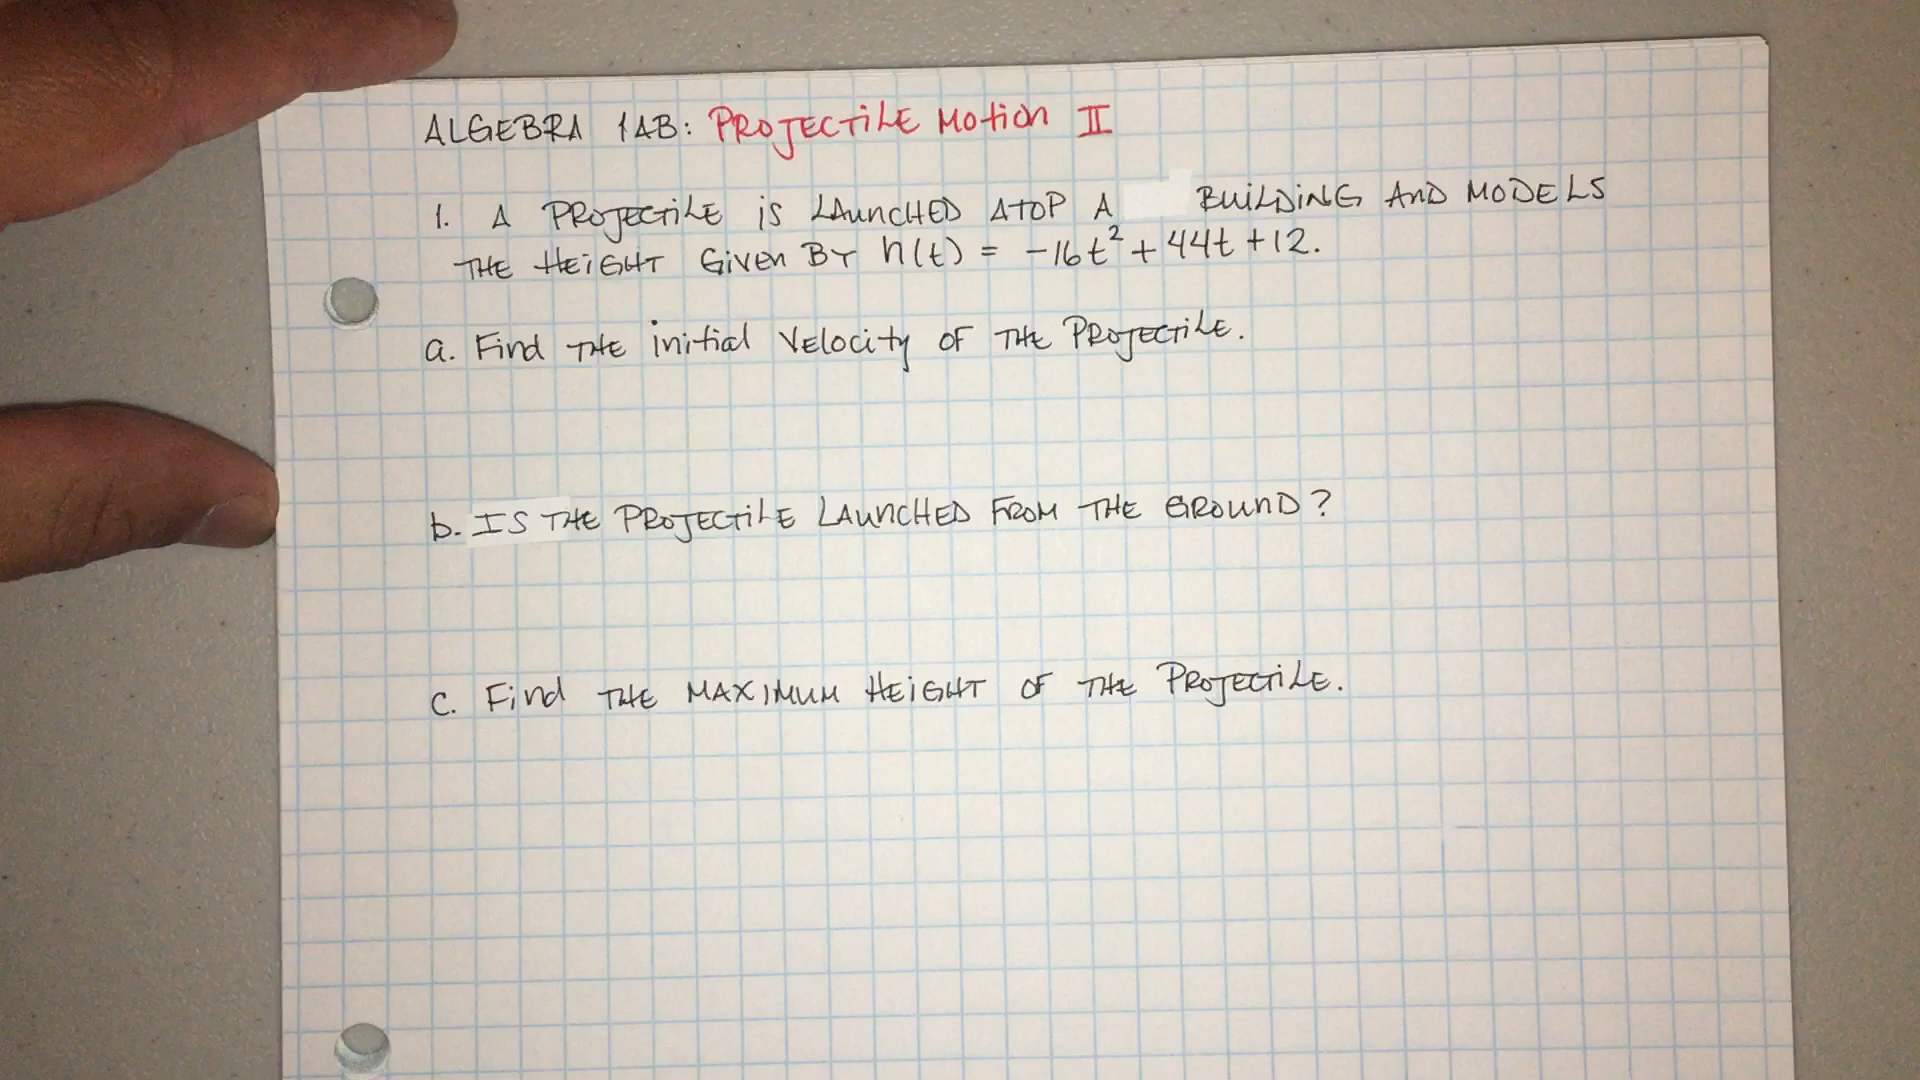 ALGEBRA 1AB: PROJECTILE MOTION II
1. A PROJECTILE IS LAUNCHED ATOP A BUILDING AND MODELS
THE HEIGHT GIVEN BY h(t) = -16t² + 44t + 12.
a. Find THE initial VELOCITY OF THE PROJECTILE.
b. IS THE PROJECTILE LAUNCHED FROM THE GROUND?
c. Find THE MAXIMUM HEIGHT OF THE PROJECTILE.